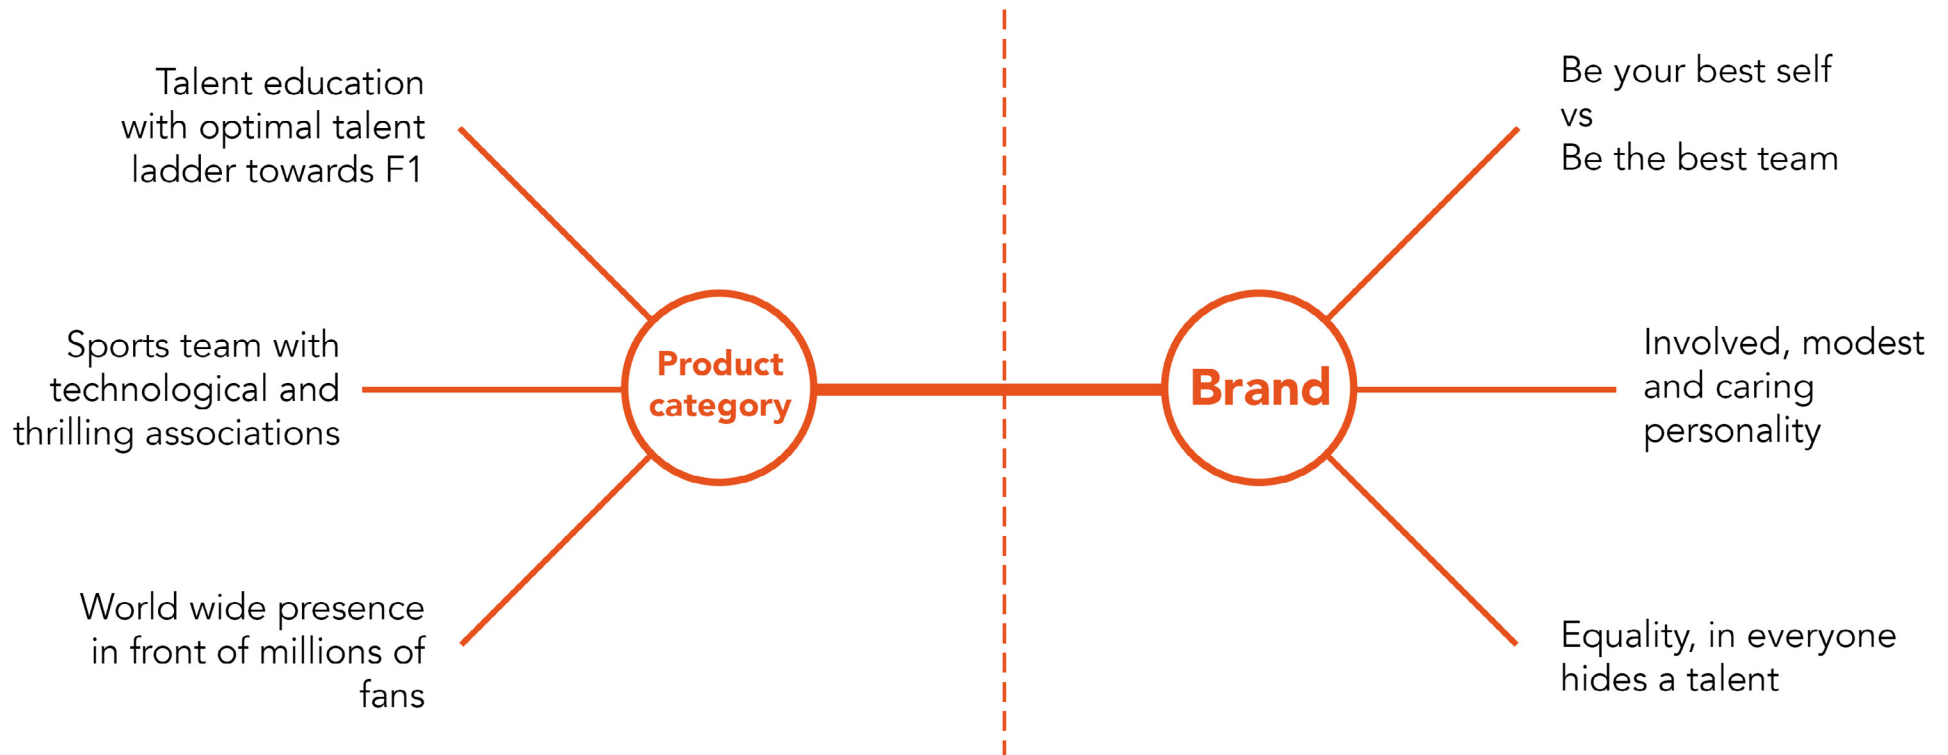 Talent education
with optimal talent
ladder towards F1
Sports team with
technological and
thrilling associations
World wide presence
in front of millions of
fans
Product
category
Brand
Be your best self
vs
Be the best team
Involved, modest
and caring
personality
Equality, in everyone
hides a talent